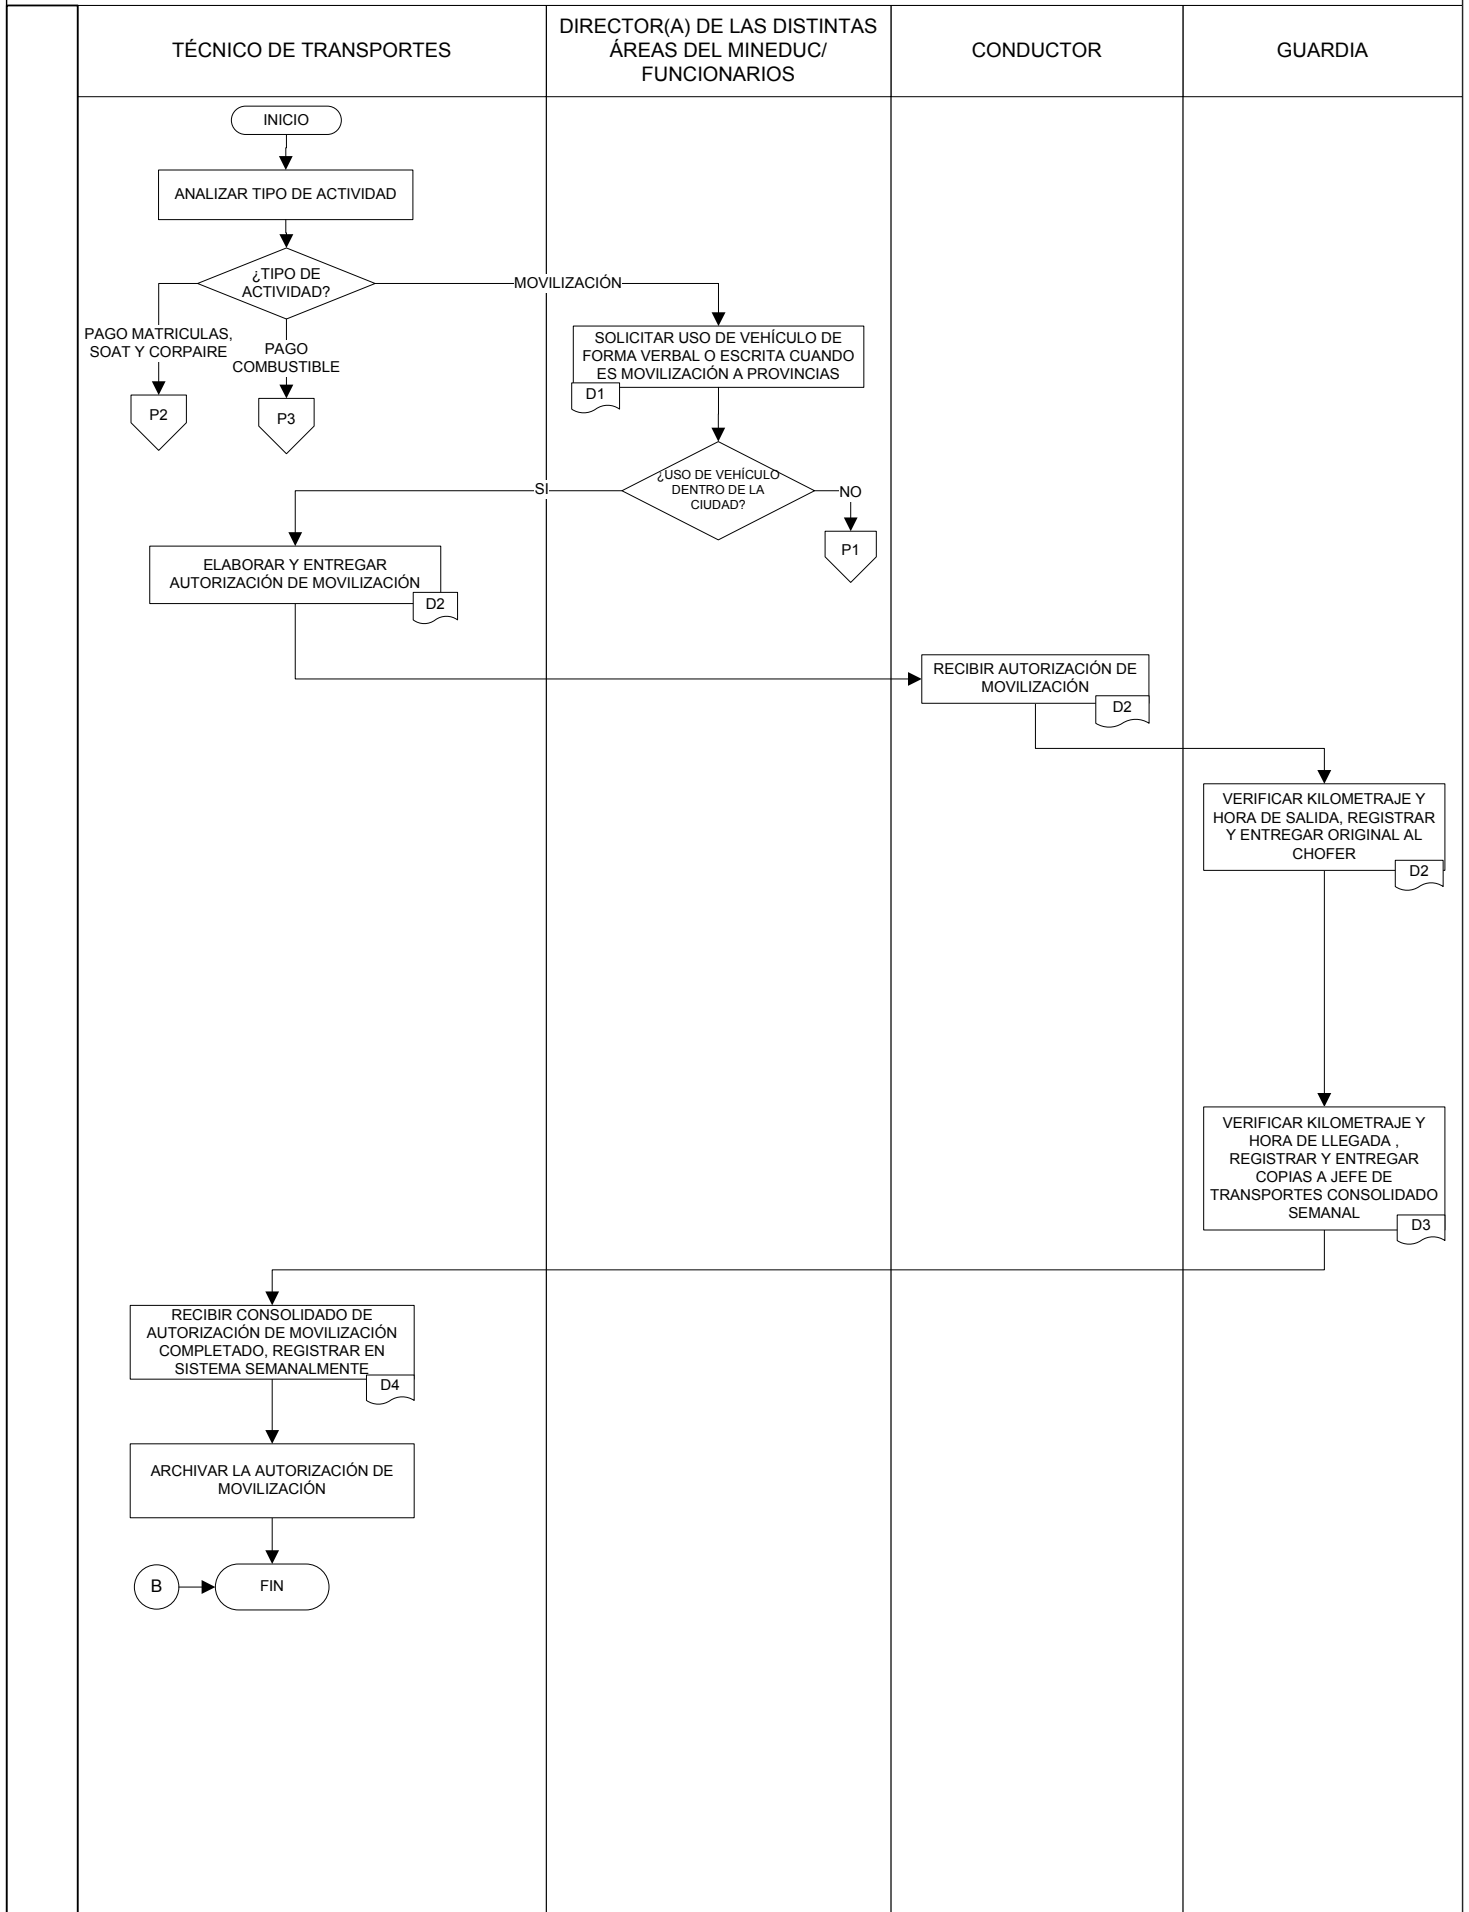 TÉCNICO DE TRANSPORTES
DIRECTOR(A) DE LAS DISTINTAS
ÁREAS DEL MINEDUC/
FUNCIONARIOS
CONDUCTOR
GUARDIA
INICIO
ANALIZAR TIPO DE ACTIVIDAD
¿TIPO DE
ACTIVIDAD?
MOVILIZACIÓN
PAGO MATRICULAS,
SOAT Y CORPAIRE
PAGO
COMBUSTIBLE
P2
P3
SOLICITAR USO DE VEHÍCULO DE
FORMA VERBAL O ESCRITA CUANDO
ES MOVILIZACIÓN A PROVINCIAS
D1
¿USO DE VEHÍCULO
DENTRO DE LA
CIUDAD?
SI
NO
P1
ELABORAR Y ENTREGAR
AUTORIZACIÓN DE MOVILIZACIÓN
D2
RECIBIR AUTORIZACIÓN DE
MOVILIZACIÓN
D2
VERIFICAR KILOMETRAJE Y
HORA DE SALIDA, REGISTRAR
Y ENTREGAR ORIGINAL AL
CHOFER
D2
VERIFICAR KILOMETRAJE Y
HORA DE LLEGADA ,
REGISTRAR Y ENTREGAR
COPIAS A JEFE DE
TRANSPORTES CONSOLIDADO
SEMANAL
D3
RECIBIR CONSOLIDADO DE
AUTORIZACIÓN DE MOVILIZACIÓN
COMPLETADO, REGISTRAR EN
SISTEMA SEMANALMENTE
D4
ARCHIVAR LA AUTORIZACIÓN DE
MOVILIZACIÓN
B
FIN